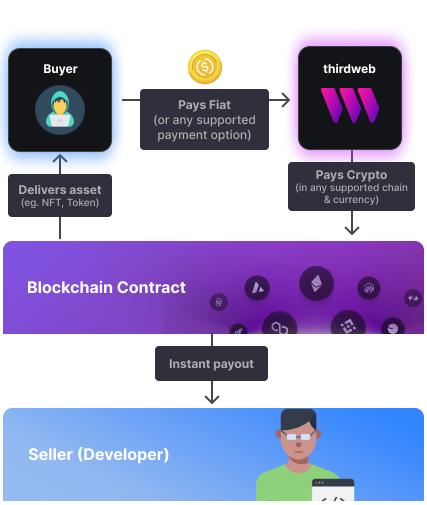 Buyer
thirdweb
Pays Fiat
(or any supported
payment option)
Delivers asset
(eg. NFT, Token)
Pays Crypto
(in any supported chain
& currency)
Blockchain Contract
Instant payout
Seller (Developer)
</>